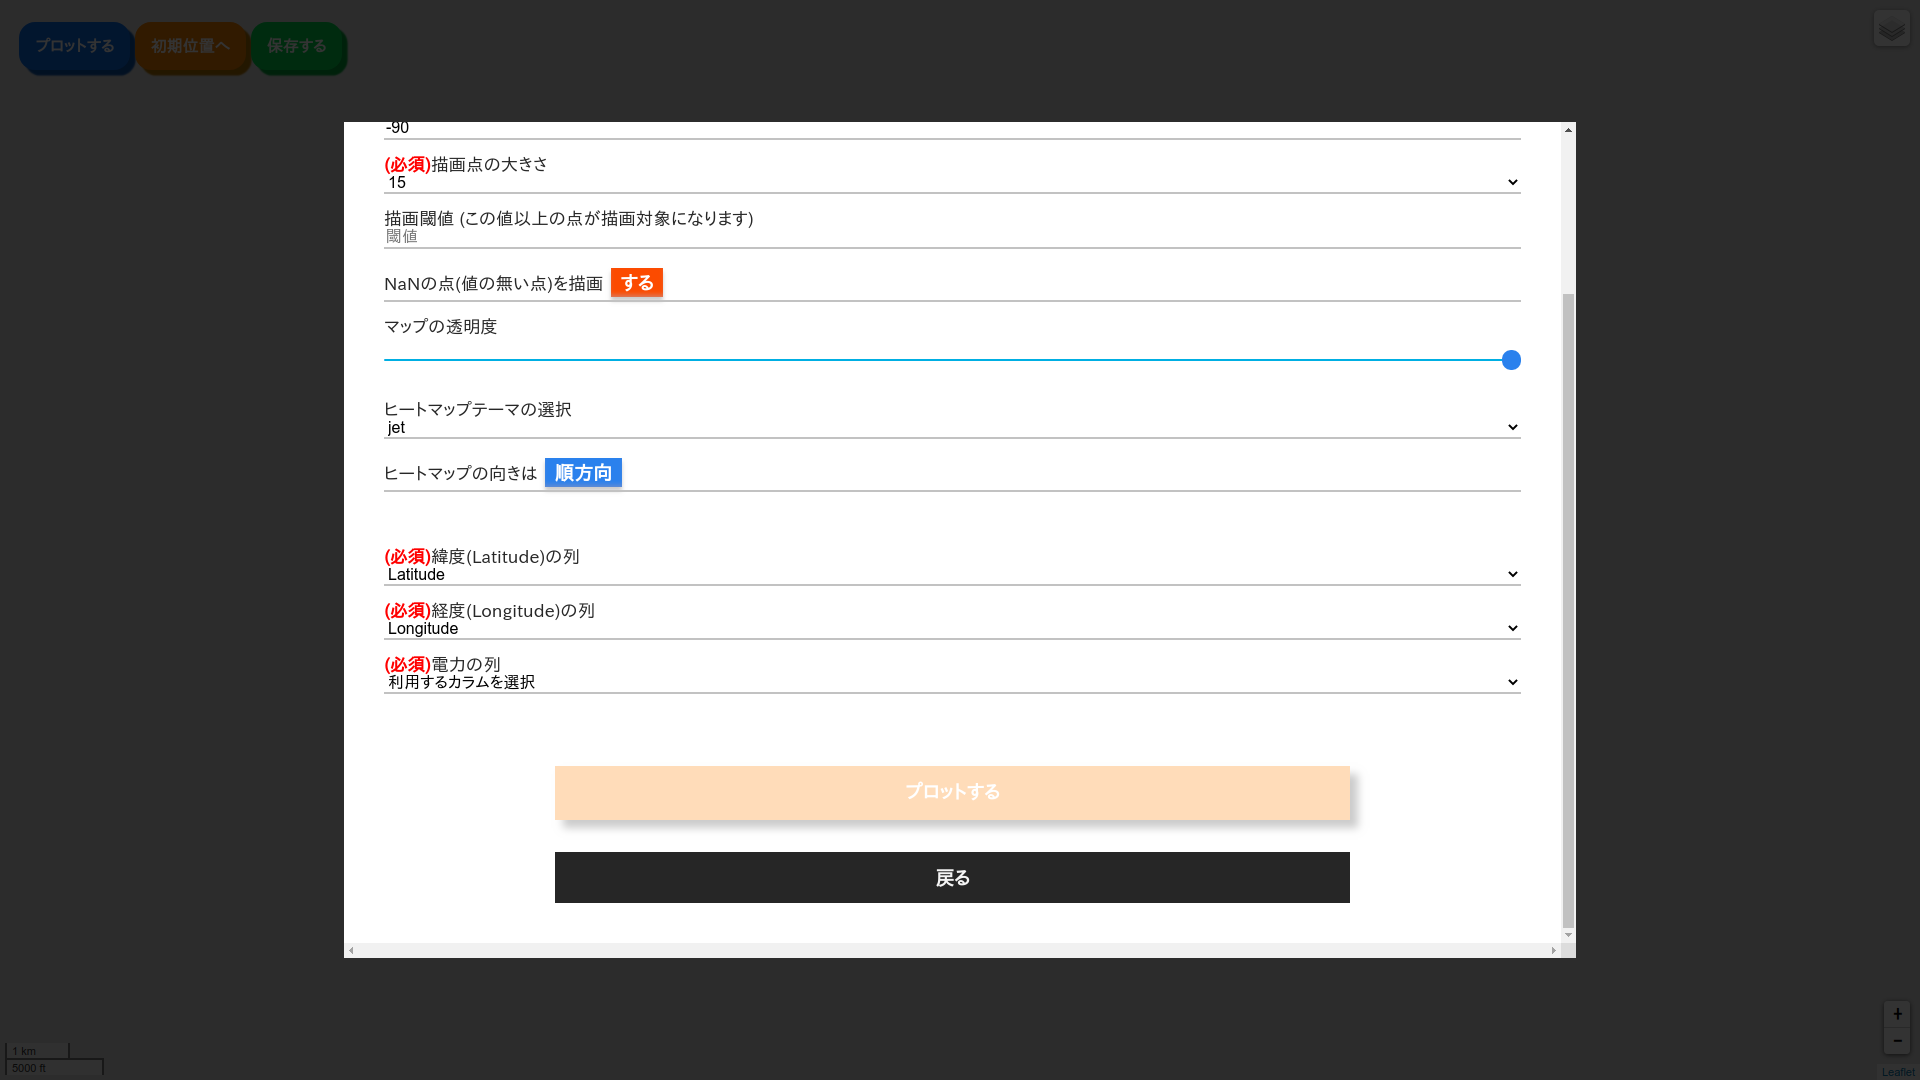 プロットする
初期位置へ
保存する
-90
(必須)描画点の大きさ
15
描画閾値 (この値以上の点が描画対象になります)
閾値
NaNの点(値の無い点)を描画 する
マップの透明度
ヒートマップテーマの選択
jet
ヒートマップの向きは 順方向
(必須)緯度(Latitude)の列
Latitude
(必須)経度(Longitude)の列
Longitude
(必須)電力の列
利用するカラムを選択
プロットする
戻る
+
−
1 km
5000 ft
Leaflet